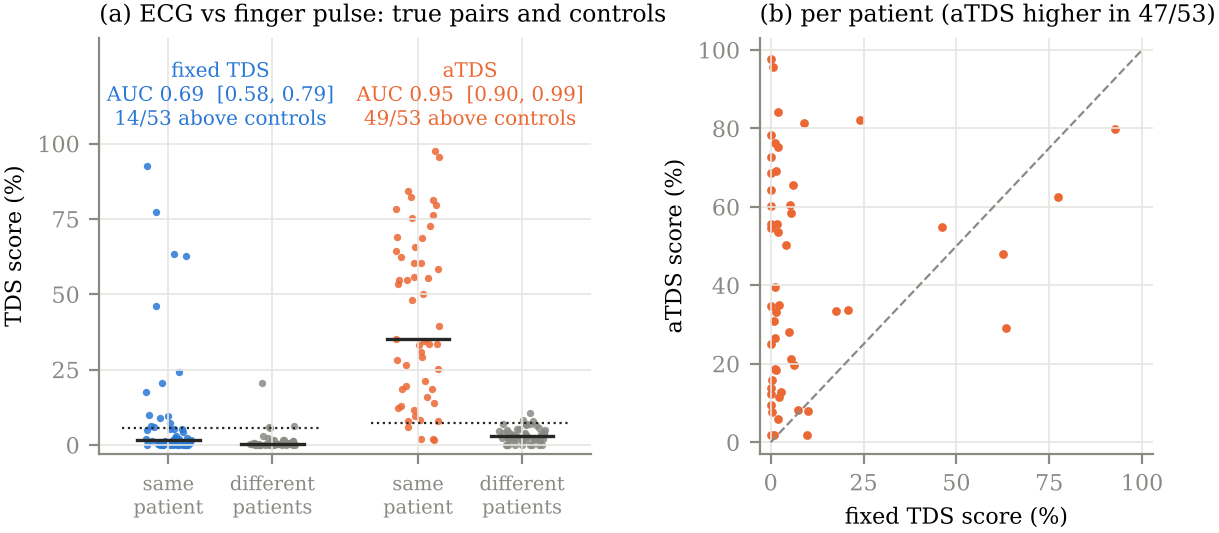 (a) ECG vs finger pulse: true pairs and controls
fixed TDS
AUC 0.69 [0.58, 0.79]
14/53 above controls
aTDS
AUC 0.95 [0.90, 0.99]
49/53 above controls
TDS score (%)
100
75
50
25
0
same
patient
different
patients
same
patient
different
patients
(b) per patient (aTDS higher in 47/53)
aTDS score (%)
100
80
60
40
20
0
0
25
50
75
100
fixed TDS score (%)